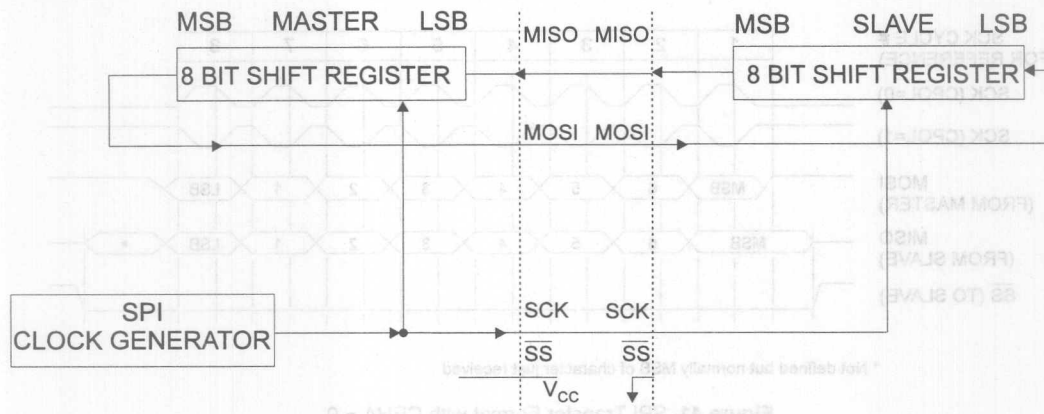 MSB MASTER LSB
MISO MISO
MSB SLAVE LSB
8 BIT SHIFT REGISTER
8 BIT SHIFT REGISTER
MOSI MOSI
SPI
CLOCK GENERATOR
SCK SCK
SS SS
VCC